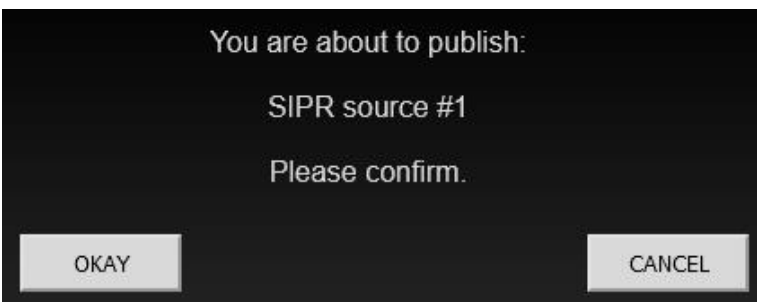 You are about to publish:
SIPR source #1
Please confirm.
OKAY
CANCEL